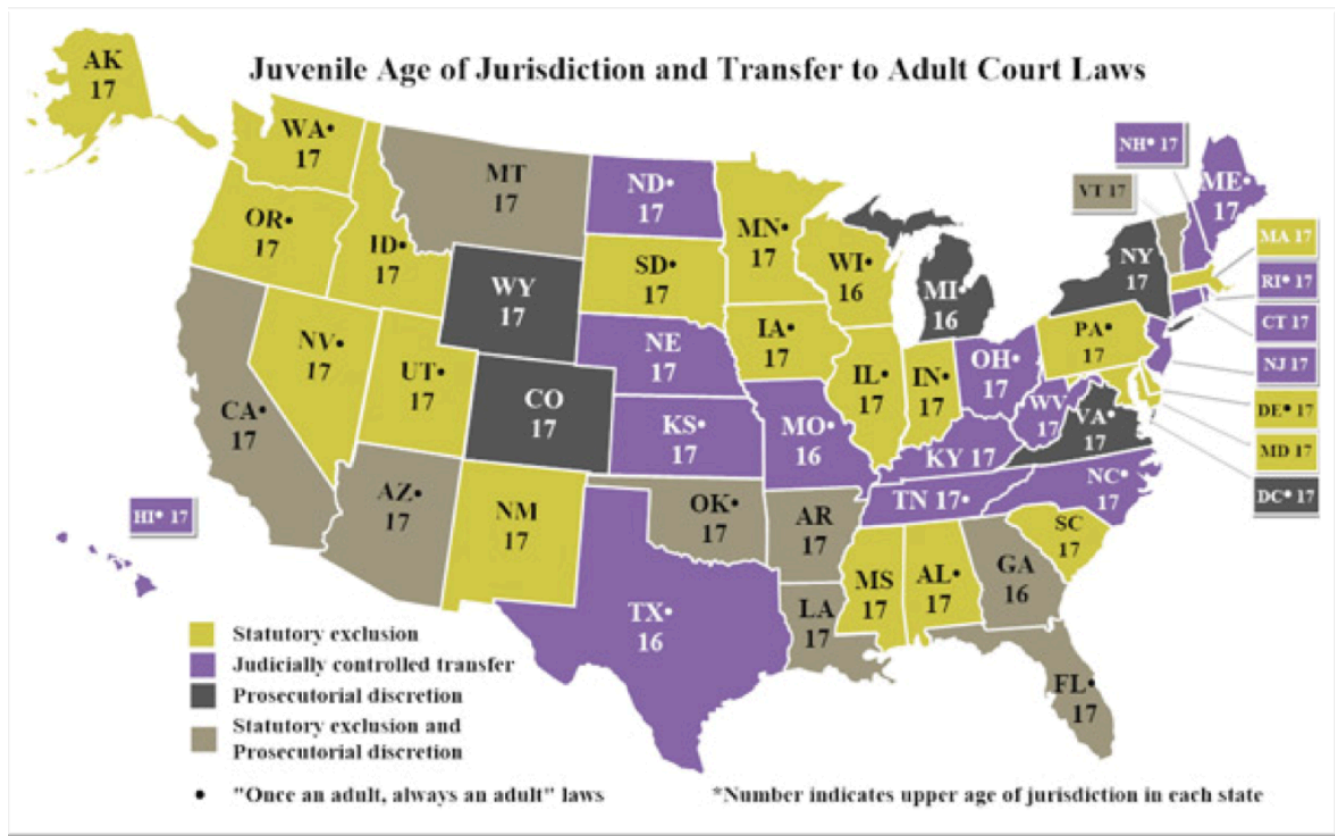 Juvenile Age of Jurisdiction and Transfer to Adult Court Laws
AK
17
WA•
17
OR•
17
ID•
17
MT
17
ND•
17
MN•
17
WI•
16
MI•
16
NY
17
VT 17
NH• 17
ME•
17
MA 17
RI• 17
CT 17
NJ 17
DE• 17
MD 17
DC• 17
WY
17
SD•
17
NE
17
IA•
17
IL•
17
IN•
17
OH•
17
PA•
17
WV
17
VA•
17
NV•
17
UT•
17
CO
17
KS•
17
MO•
16
KY 17
NC•
17
TN 17•
SC
17
CA•
17
AZ•
17
NM
17
OK•
17
AR
17
MS
17
AL•
17
GA
16
LA
17
TX•
16
FL•
17
HI• 17
Statutory exclusion
Judicially controlled transfer
Prosecutorial discretion
Statutory exclusion and
Prosecutorial discretion
• "Once an adult, always an adult" laws
*Number indicates upper age of jurisdiction in each state